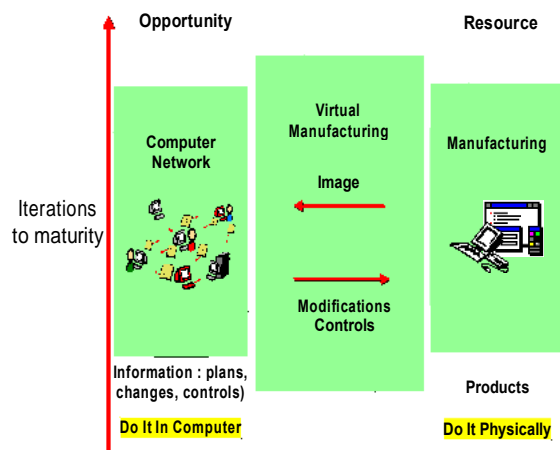 Opportunity
Resource
Virtual
Manufacturing
Computer
Network
Manufacturing
Image
Iterations
to maturity
Modifications
Controls
Information : plans,
changes, controls)
Products
Do It In Computer
Do It Physically